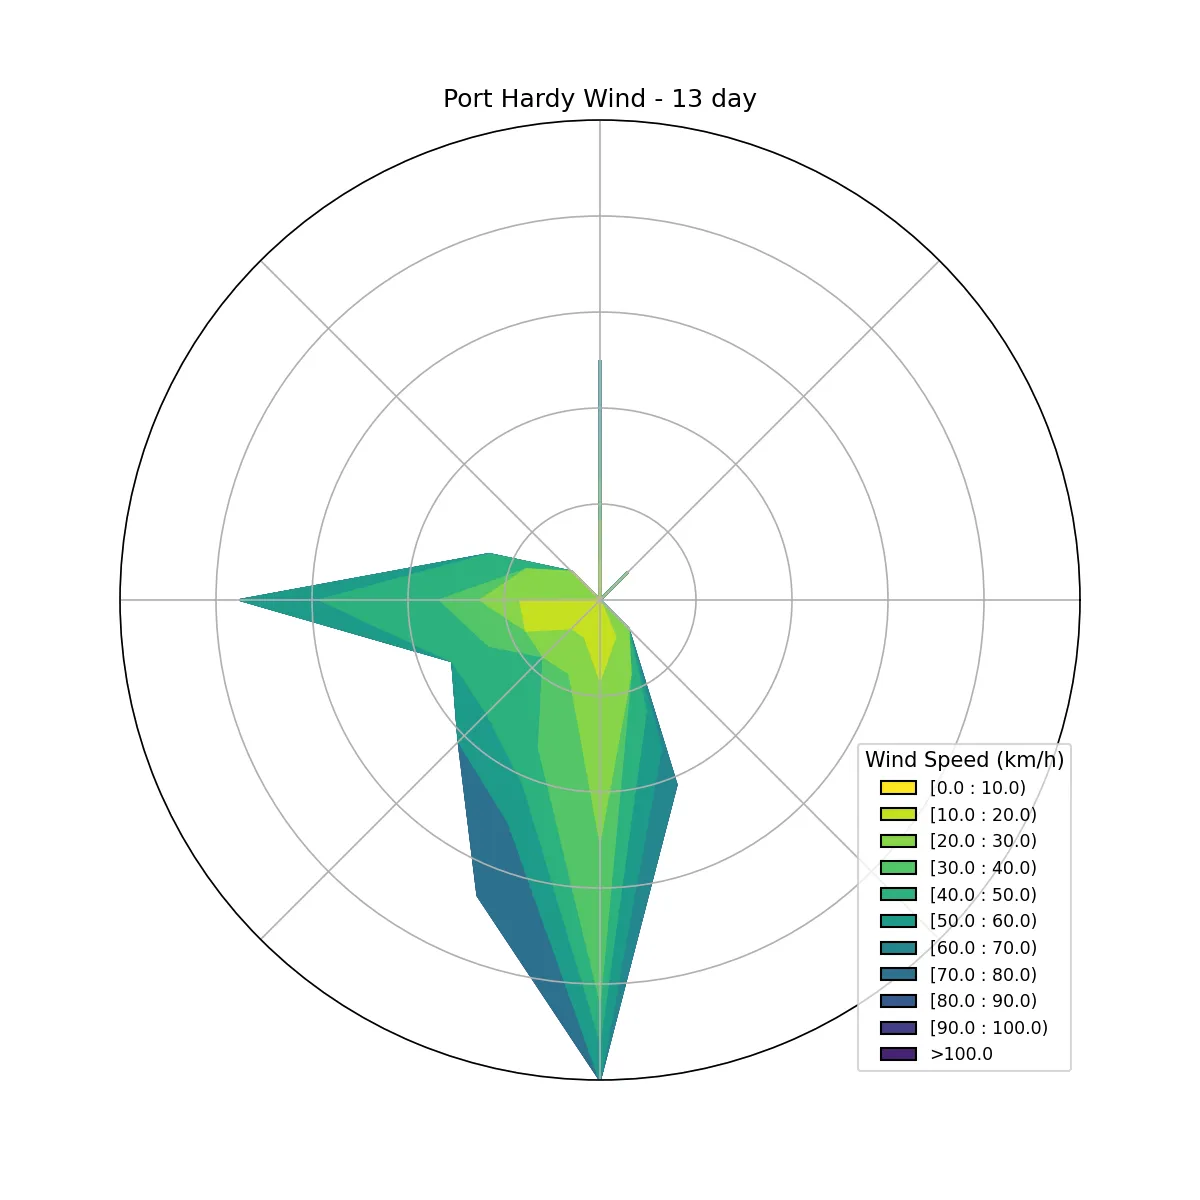 Port Hardy Wind - 13 day
Wind Speed (km/h)
[0.0 : 10.0)
[10.0 : 20.0)
[20.0 : 30.0)
[30.0 : 40.0)
[40.0 : 50.0)
[50.0 : 60.0)
[60.0 : 70.0)
[70.0 : 80.0)
[80.0 : 90.0)
[90.0 : 100.0)
>100.0